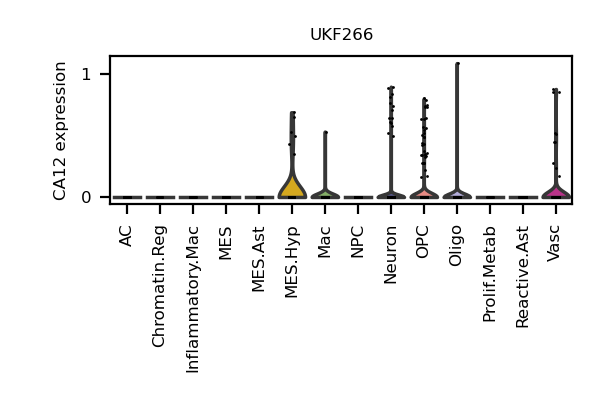 UKF266
CA12 expression
1
0
AC
Chromatin.Reg
Inflammatory.Mac
MES
MES.Ast
MES.Hyp
Mac
NPC
Neuron
OPC
Oligo
Prolif.Metab
Reactive.Ast
Vasc